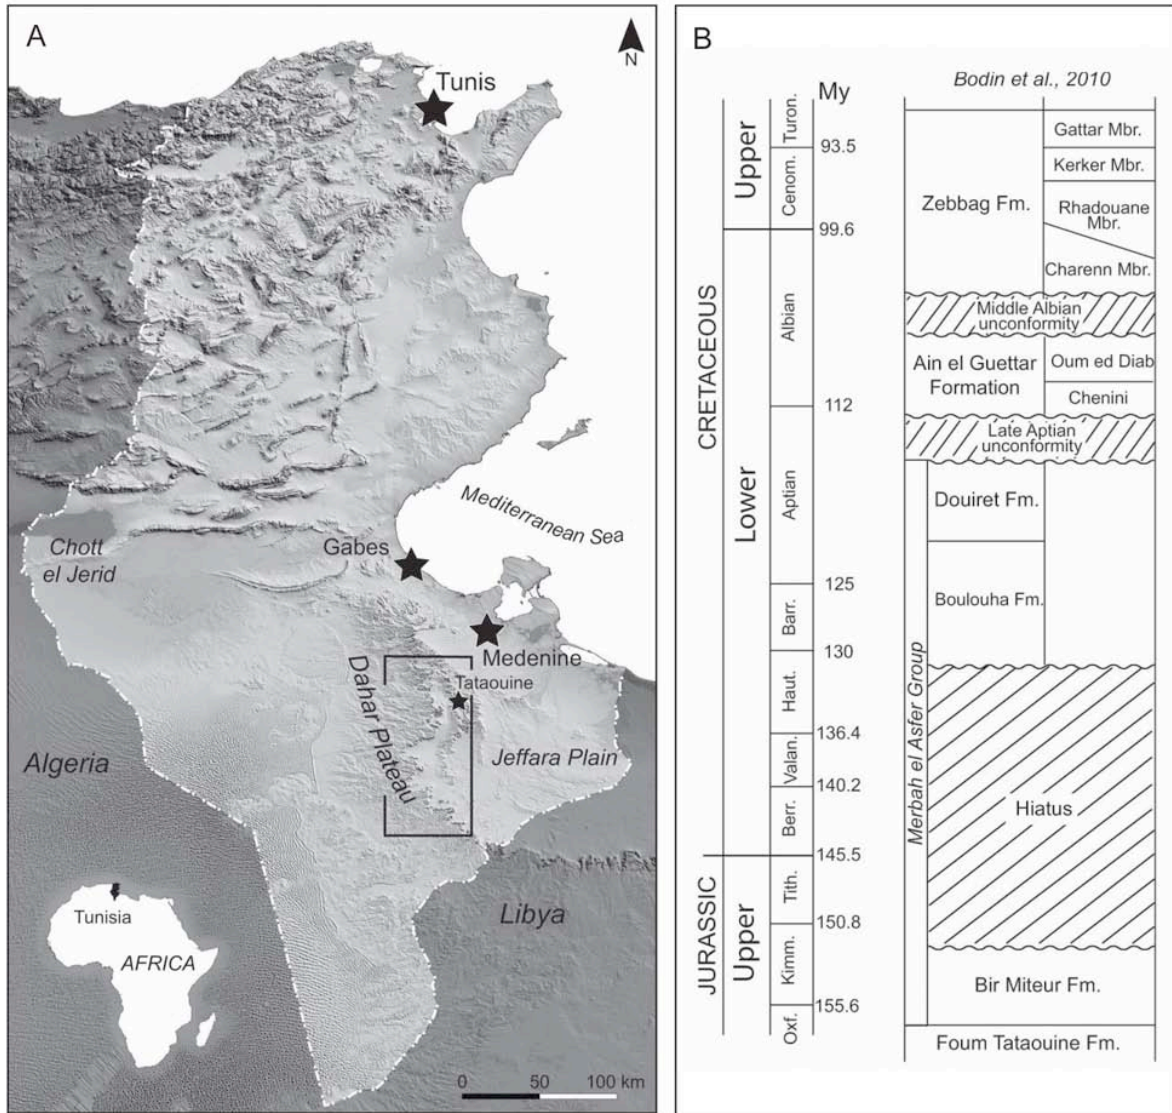 A
N
Tunis
Mediterranean Sea
Chott
el Jerid
Gabes
Medenine
Tataouine
Dahar Plateau
Jeffara Plain
Algeria
Libya
Tunisia
AFRICA
0 50 100 km
B
Bodin et al., 2010
My
CRETACEOUS
JURASSIC
Upper
Lower
Upper
Turon.
Cenom.
Albian
Aptian
Barr.
Haut.
Valan.
Berr.
Tith.
Kimm.
Oxf.
93.5
99.6
112
125
130
136.4
140.2
145.5
150.8
155.6
Zebbag Fm.
Gattar Mbr.
Kerker Mbr.
Rhadouane
Mbr.
Charenn Mbr.
Middle Albian
unconformity
Ain el Guettar
Formation
Oum ed Diab
Chenini
Late Aptian
unconformity
Merbah el Asfer Group
Douiret Fm.
Boulouha Fm.
Hiatus
Bir Miteur Fm.
Foum Tataouine Fm.